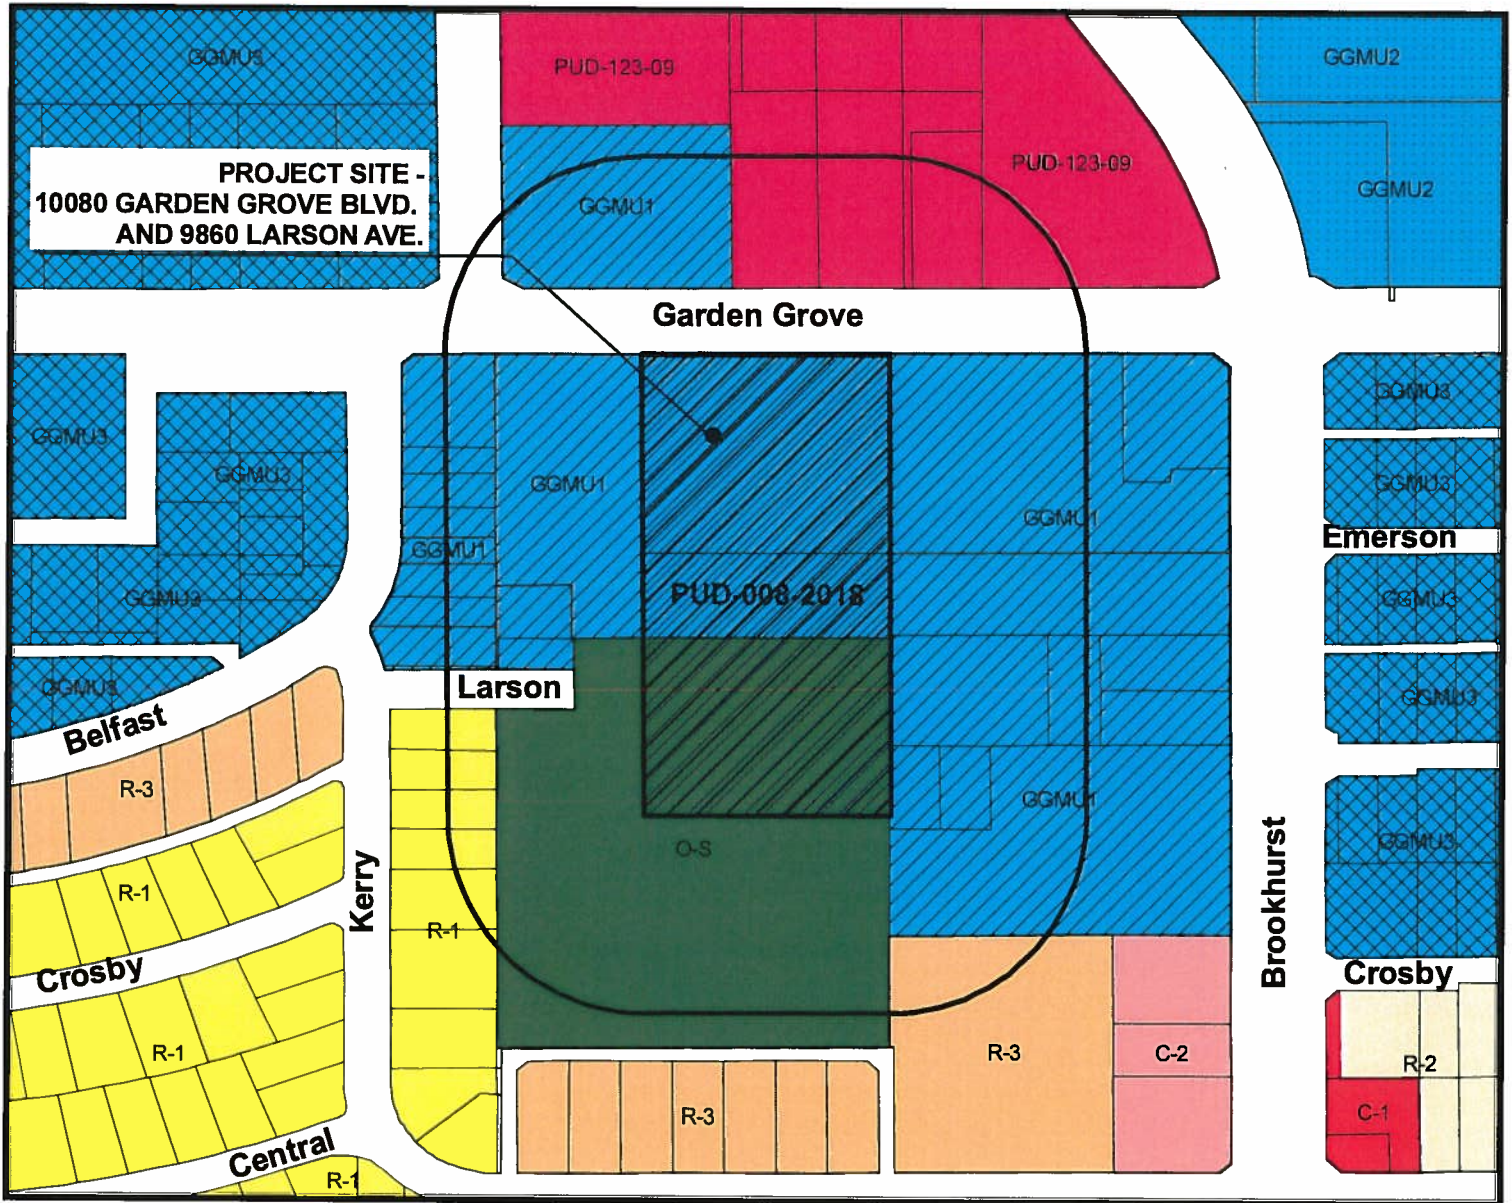 GGMU3
PUD-123-09
GGMU2
PUD-123-09
PROJECT SITE -
10080 GARDEN GROVE BLVD.
AND 9860 LARSON AVE.
GGMU1
GGMU2
Garden Grove
GGMU3
GGMU3
GGMU3
GGMU1
GGMU3
GGMU1
GGMU1
Emerson
GGMU3
PUD-008-2018
GGMU3
GGMU3
Larson
GGMU3
Belfast
R-3
GGMU1
GGMU3
O-S
R-1
Kerry
Brookhurst
R-1
Crosby
Crosby
R-1
R-3
C-2
R-2
R-3
C-1
Central
R-1